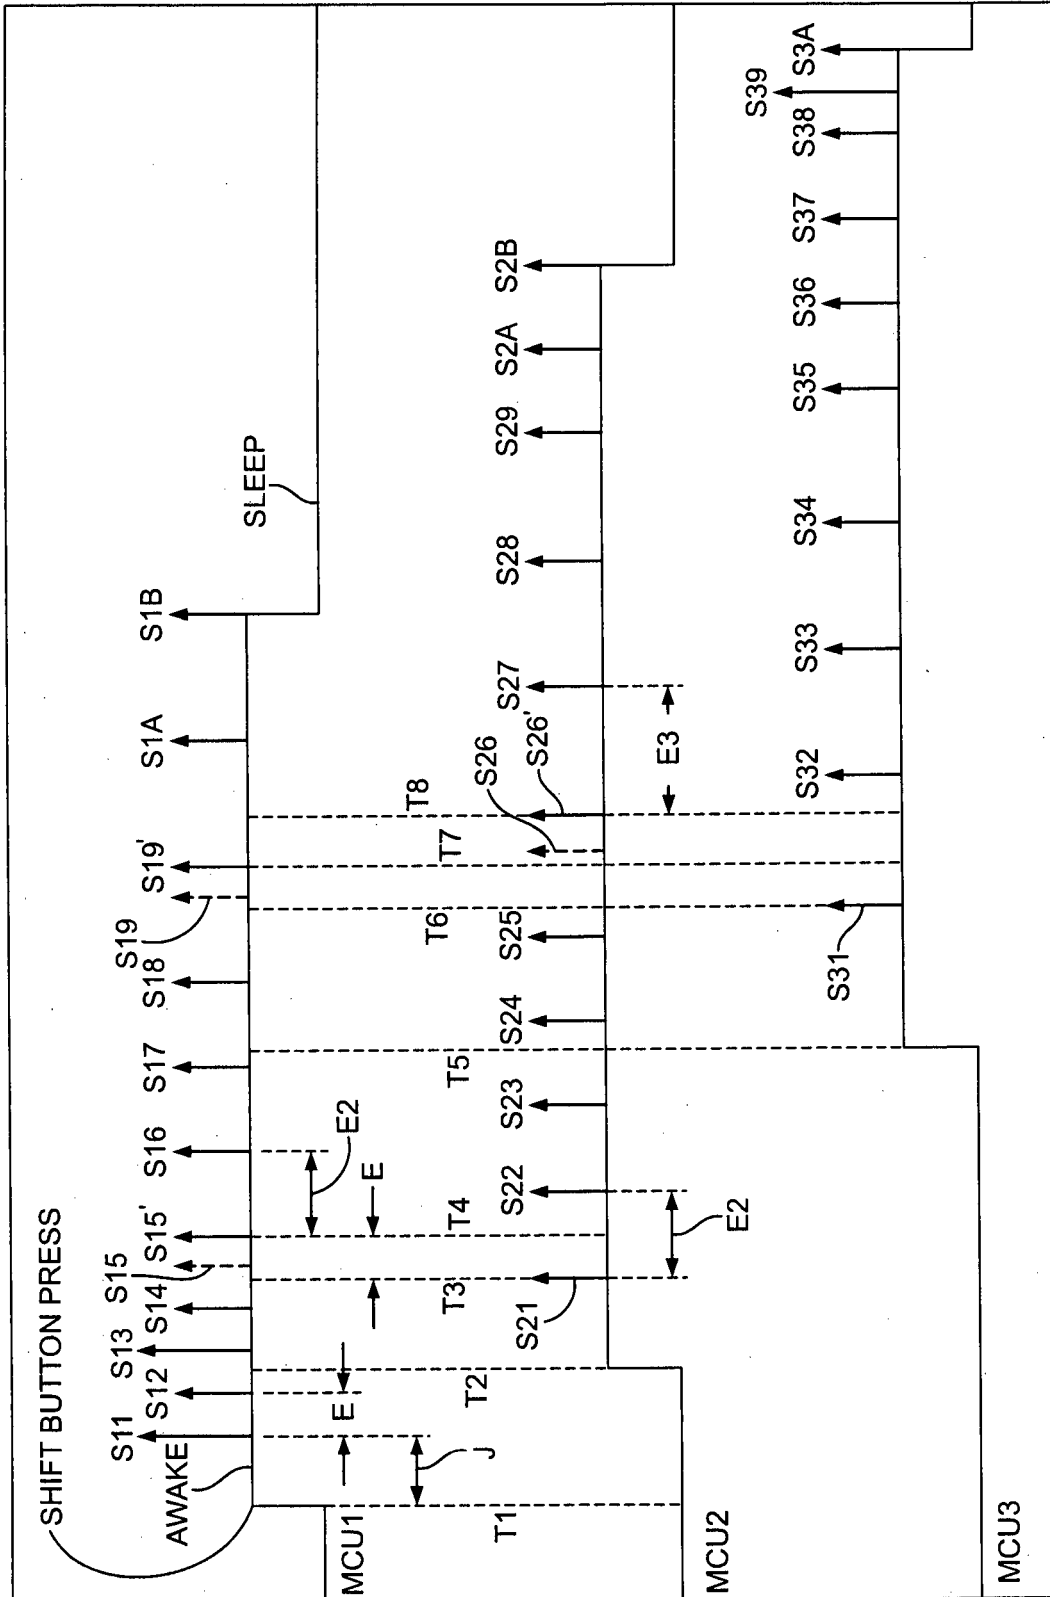 SHIFT BUTTON PRESS
AWAKE
S11
S12
S13
S14
S15
S15'
S16
S17
S18
S19
S19'
S1A
S1B
SLEEP
MCU1
J
E
E
E2
T1
T2
T3
T4
T5
T6
T7
T8
S21
S22
S23
S24
S25
S26
S26'
S27
S28
S29
S2A
S2B
MCU2
E2
E3
S31
S32
S33
S34
S35
S36
S37
S38
S39
S3A
MCU3